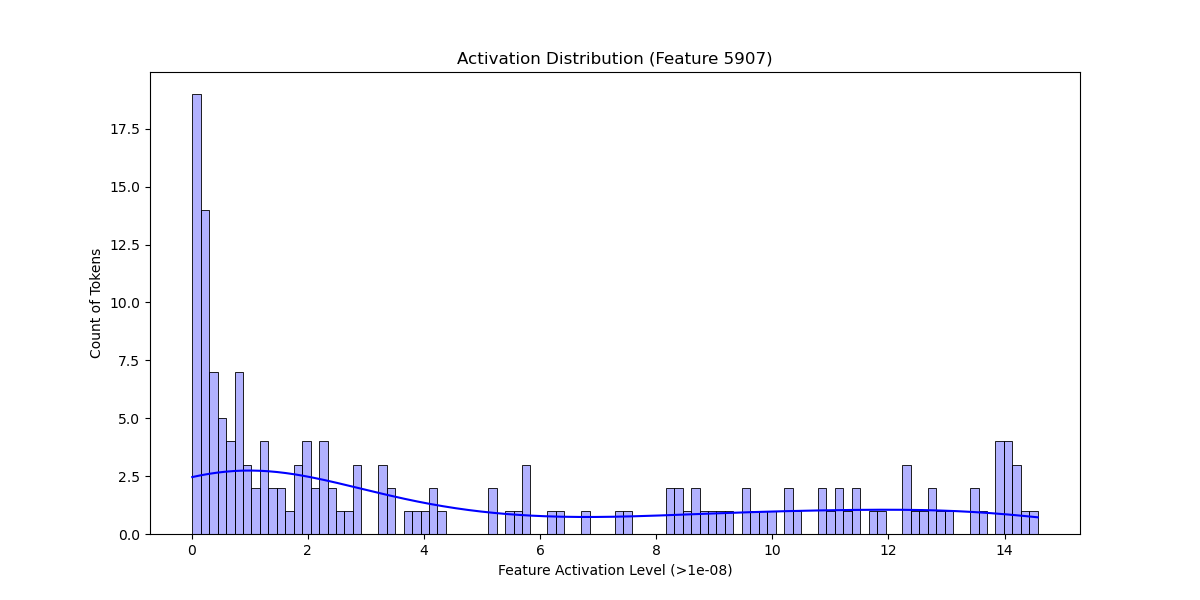 Activation Distribution (Feature 5907)
17.5
15.0
12.5
10.0
7.5
5.0
2.5
0.0
Count of Tokens
0 2 4 6 8 10 12 14
Feature Activation Level (>1e-08)